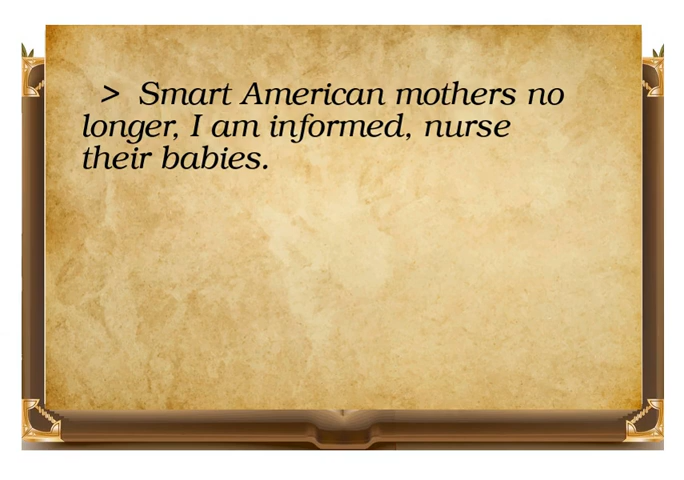 > Smart American mothers no
longer, I am informed, nurse
their babies.